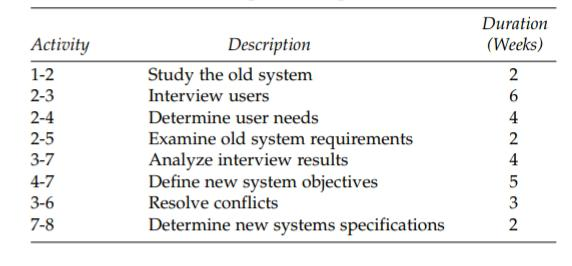 Duration
Activity Description (Weeks)
1-2 Study the old system 2
2-3 Interview users 6
2-4 Determine user needs 4
2-5 Examine old system requirements 2
3-7 Analyze interview results 4
4-7 Define new system objectives 5
3-6 Resolve conflicts 3
7-8 Determine new systems specifications 2